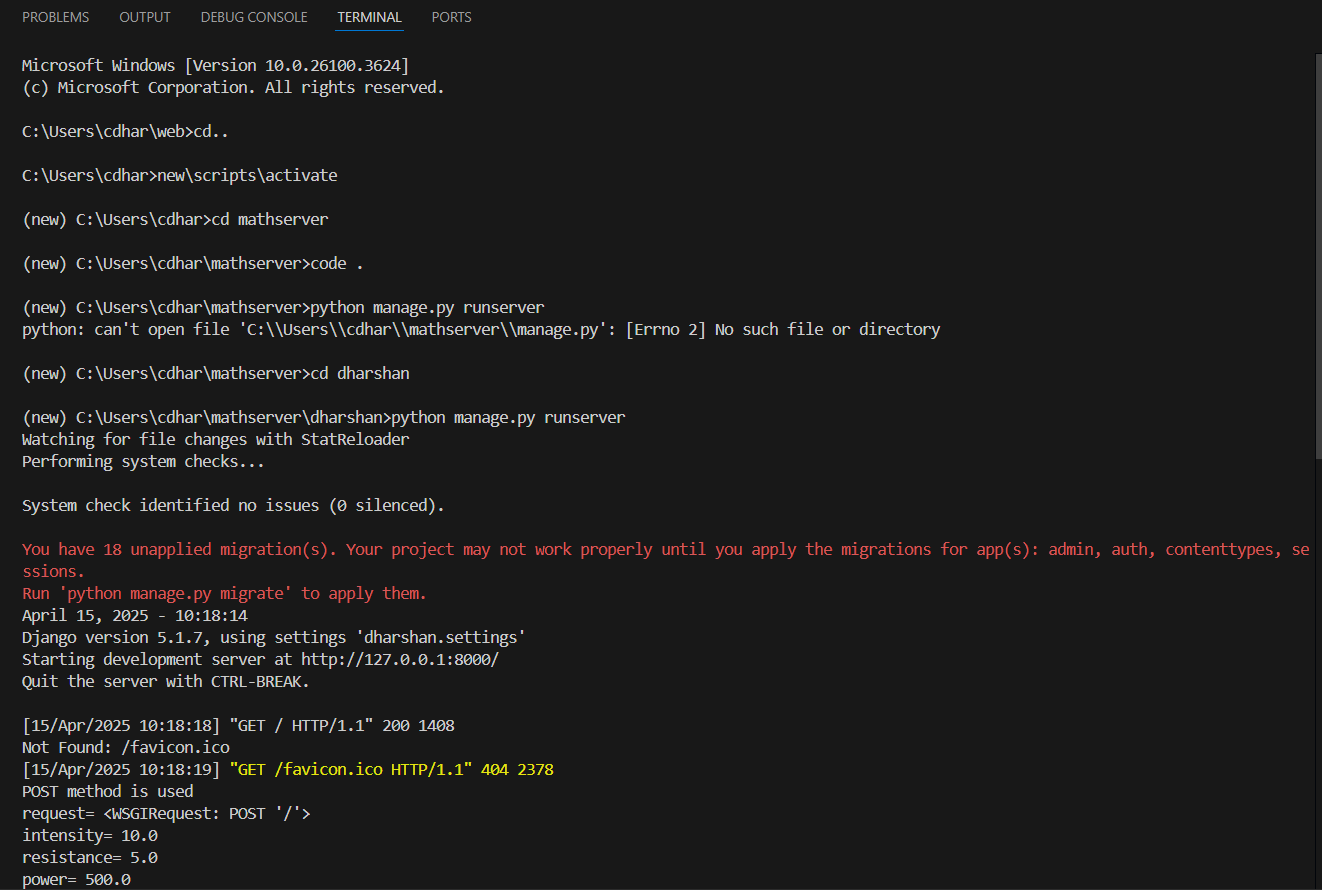 PROBLEMS OUTPUT DEBUG CONSOLE TERMINAL PORTS
Microsoft Windows [Version 10.0.26100.3624]
(c) Microsoft Corporation. All rights reserved.
C:\Users\cdhar\web>cd..
C:\Users\cdhar>new\scripts\activate
(new) C:\Users\cdhar>cd mathserver
(new) C:\Users\cdhar\mathserver>code .
(new) C:\Users\cdhar\mathserver>python manage.py runserver
python: can't open file 'C:\\Users\\cdhar\\mathserver\\manage.py': [Errno 2] No such file or directory
(new) C:\Users\cdhar\mathserver>cd dharshan
(new) C:\Users\cdhar\mathserver\dharshan>python manage.py runserver
Watching for file changes with StatReloader
Performing system checks...
System check identified no issues (0 silenced).
You have 18 unapplied migration(s). Your project may not work properly until you apply the migrations for app(s): admin, auth, contenttypes, se
ssions.
Run 'python manage.py migrate' to apply them.
April 15, 2025 - 10:18:14
Django version 5.1.7, using settings 'dharshan.settings'
Starting development server at http://127.0.0.1:8000/
Quit the server with CTRL-BREAK.
[15/Apr/2025 10:18:18] "GET / HTTP/1.1" 200 1408
Not Found: /favicon.ico
[15/Apr/2025 10:18:19] "GET /favicon.ico HTTP/1.1" 404 2378
POST method is used
request= <WSGIRequest: POST '/'>
intensity= 10.0
resistance= 5.0
power= 500.0